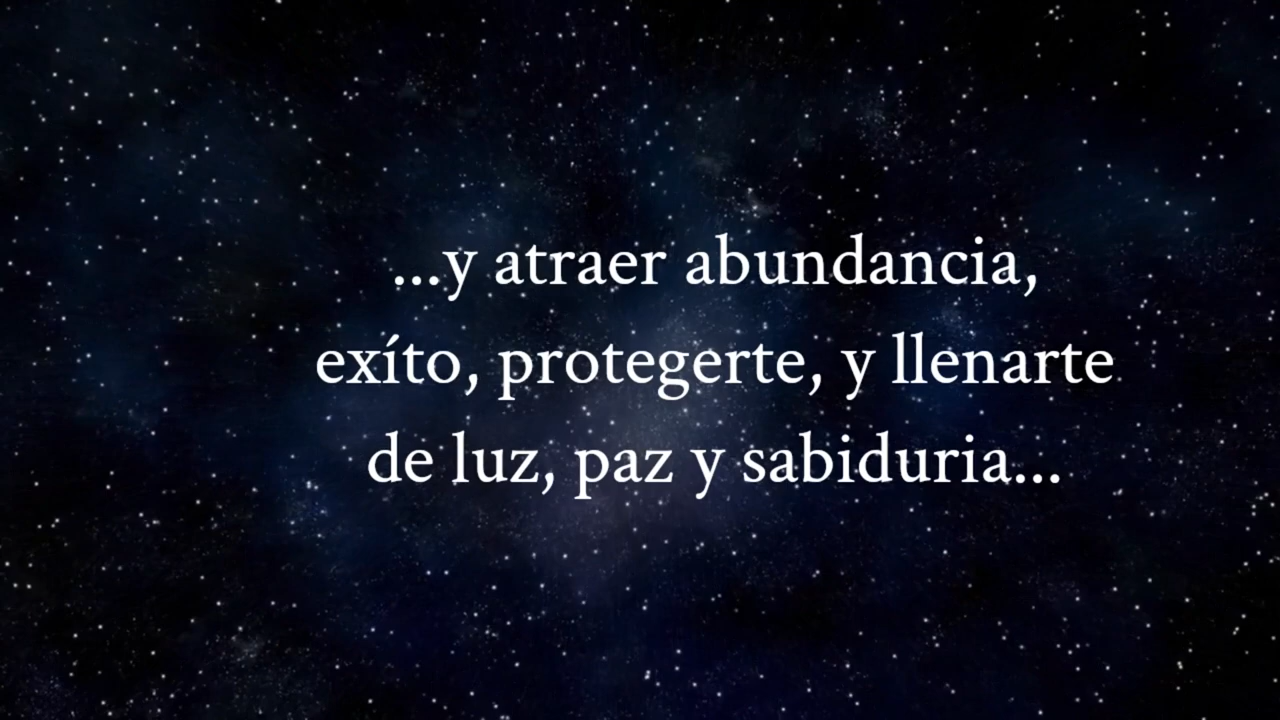 ...y atraer abundancia,
exíto, protegerte, y llenarte
de luz, paz y sabiduria...